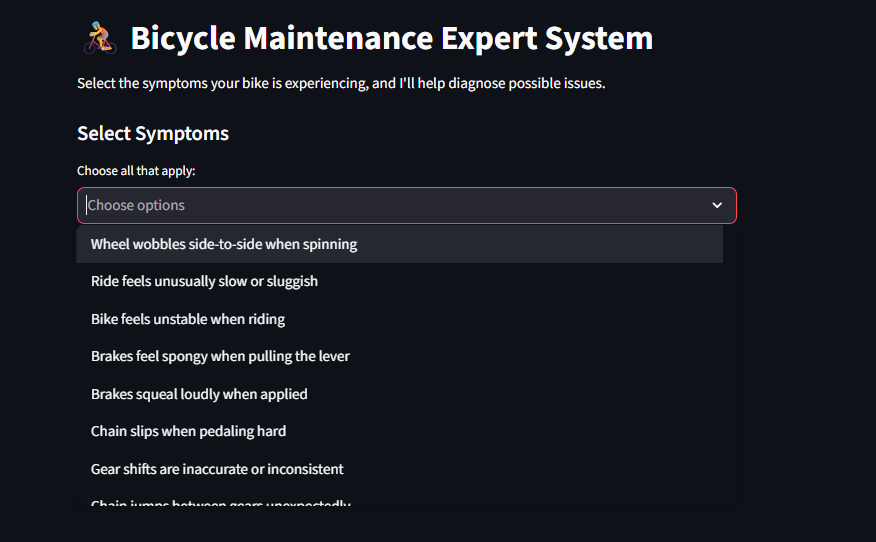 Bicycle Maintenance Expert System
Select the symptoms your bike is experiencing, and I'll help diagnose possible issues.
Select Symptoms
Choose all that apply:
Choose options
Wheel wobbles side-to-side when spinning
Ride feels unusually slow or sluggish
Bike feels unstable when riding
Brakes feel spongy when pulling the lever
Brakes squeal loudly when applied
Chain slips when pedaling hard
Gear shifts are inaccurate or inconsistent
Chain jumps between gears unexpectedly